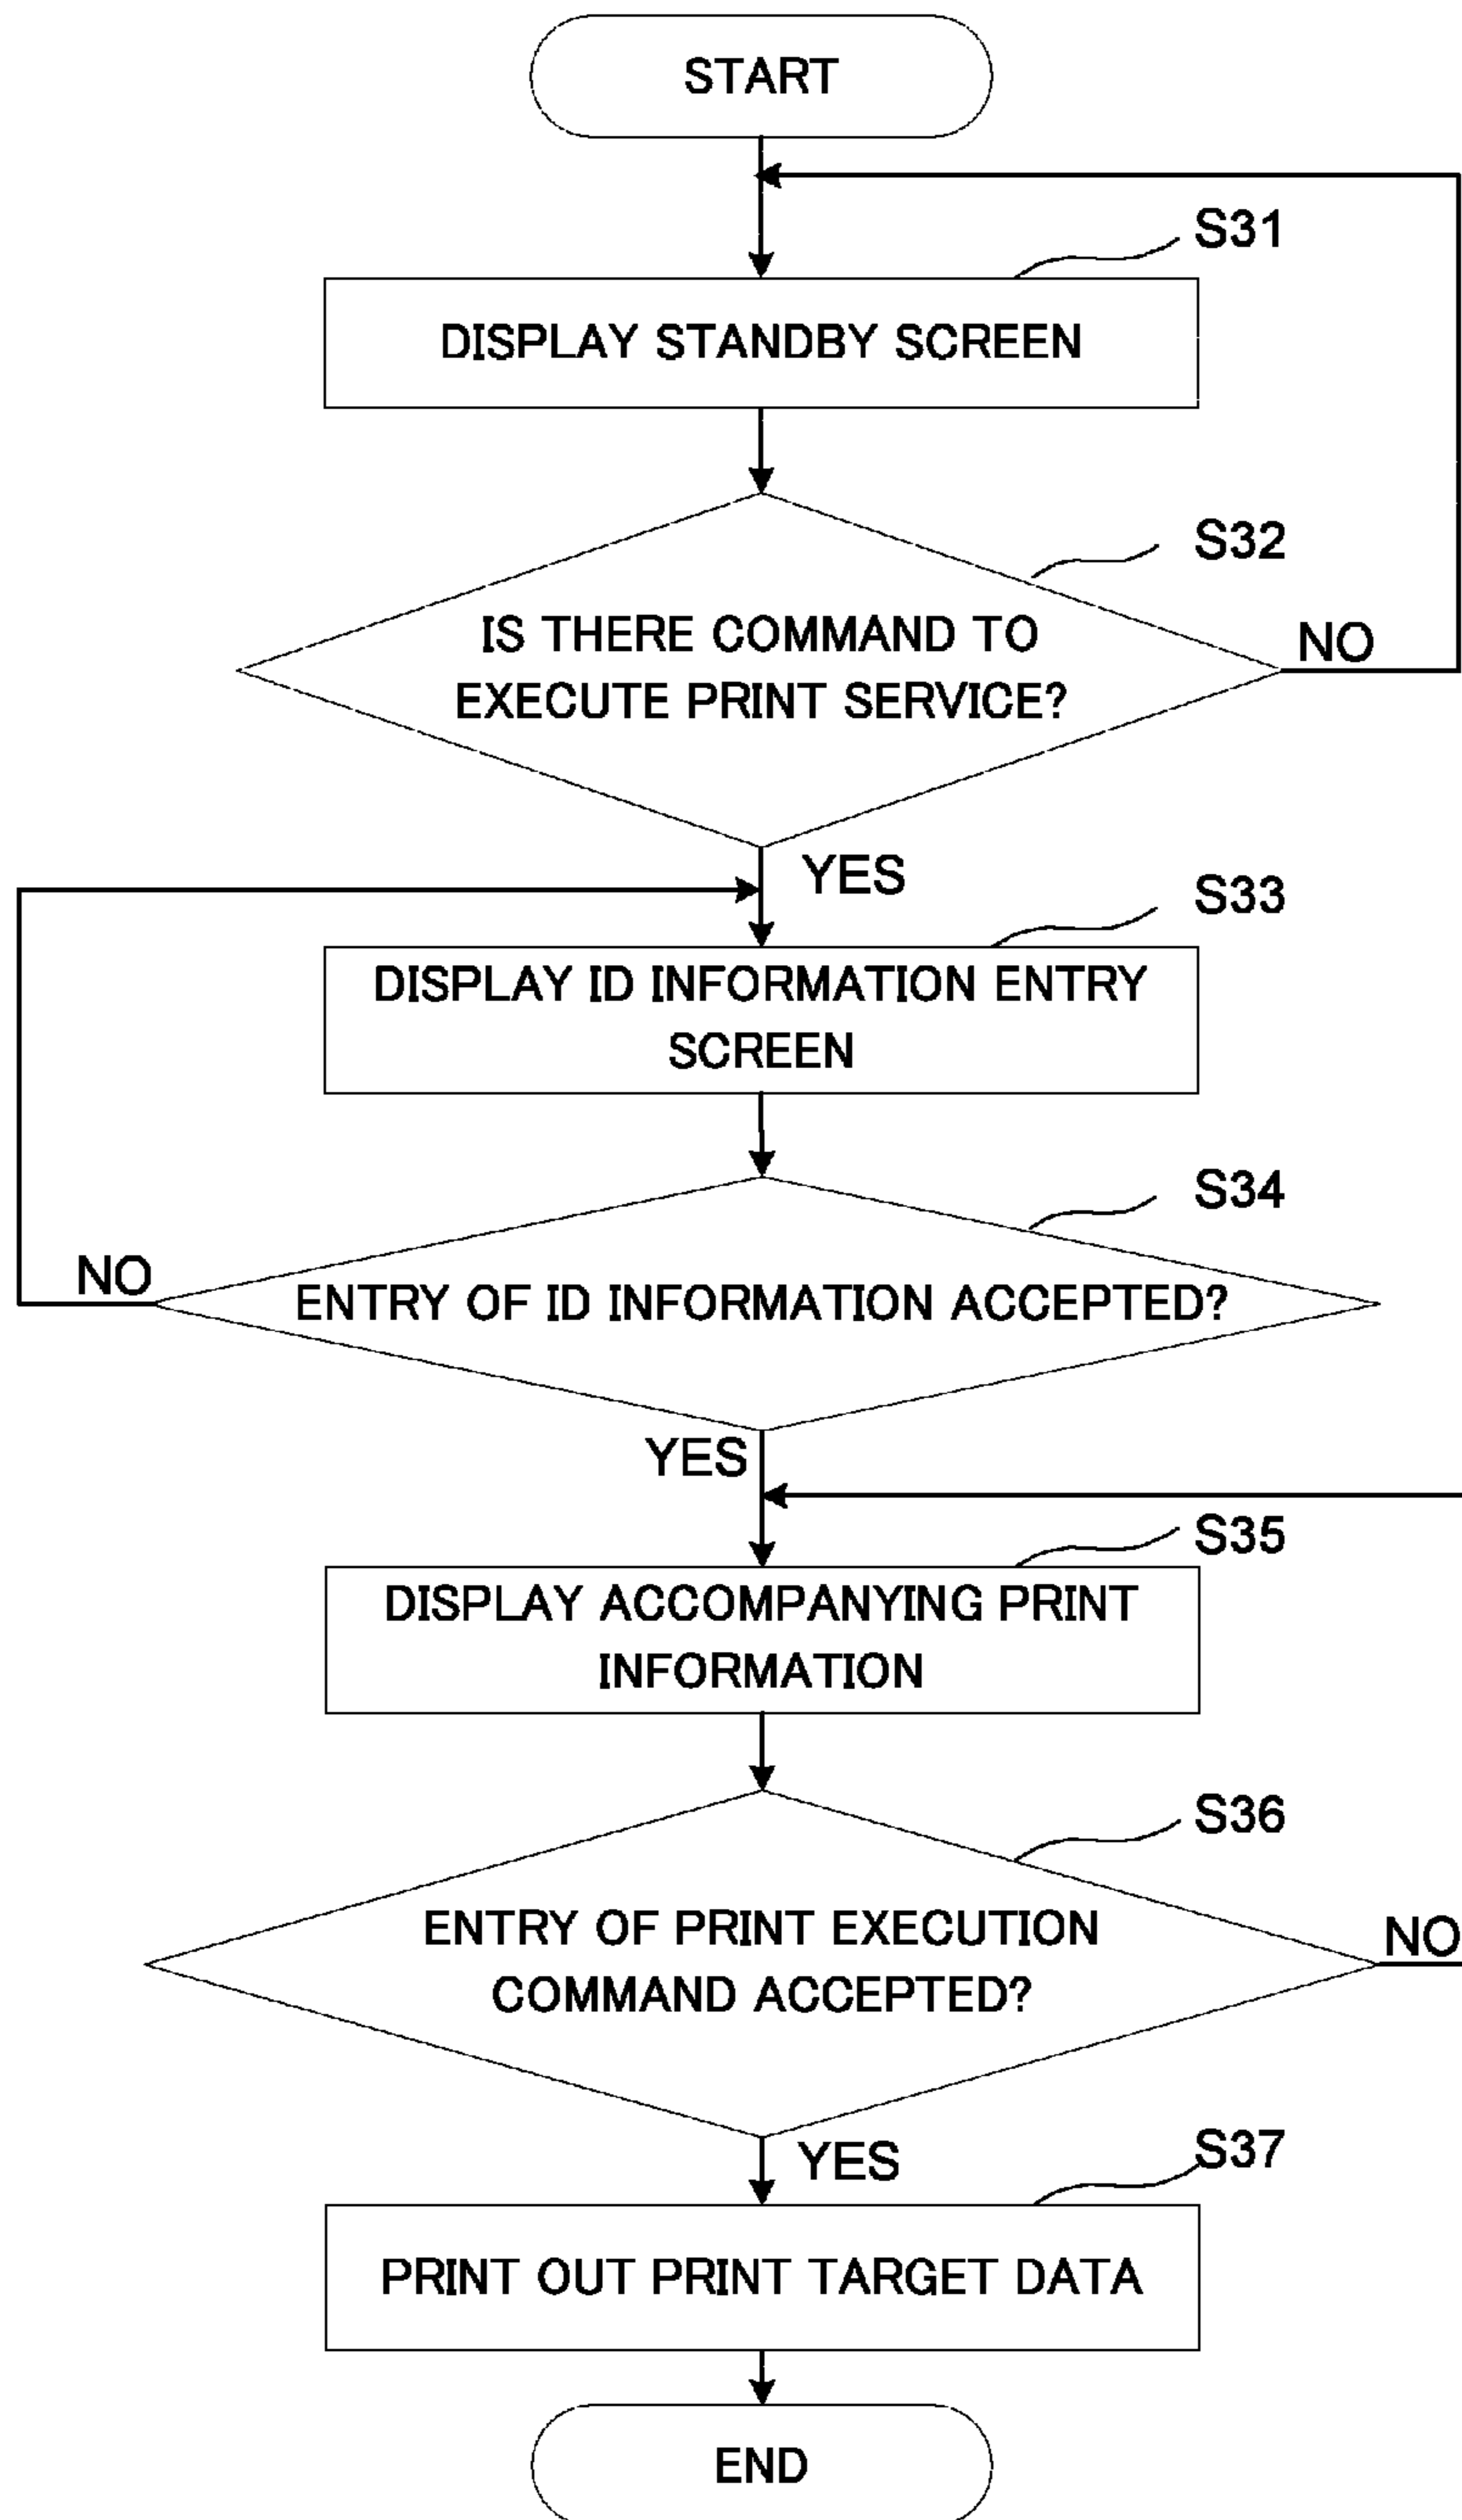 START
S31
DISPLAY STANDBY SCREEN
S32
IS THERE COMMAND TO
EXECUTE PRINT SERVICE?
NO
YES
S33
DISPLAY ID INFORMATION ENTRY
SCREEN
S34
NO
ENTRY OF ID INFORMATION ACCEPTED?
YES
S35
DISPLAY ACCOMPANYING PRINT
INFORMATION
S36
ENTRY OF PRINT EXECUTION
COMMAND ACCEPTED?
NO
YES
S37
PRINT OUT PRINT TARGET DATA
END